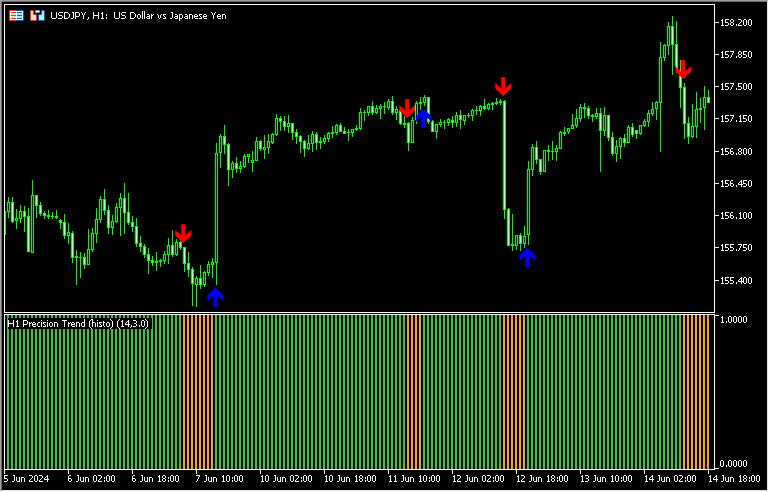 USDJPY, H1: US Dollar vs Japanese Yen
158.200
157.850
157.500
157.150
156.800
156.450
156.100
155.750
155.400
H1 Precision Trend (histo) (14,3.0)
1.0000
0.0000
5 Jun 2024
6 Jun 02:00
6 Jun 18:00
7 Jun 10:00
10 Jun 02:00
10 Jun 18:00
11 Jun 10:00
12 Jun 02:00
12 Jun 18:00
13 Jun 10:00
14 Jun 02:00
14 Jun 18:00